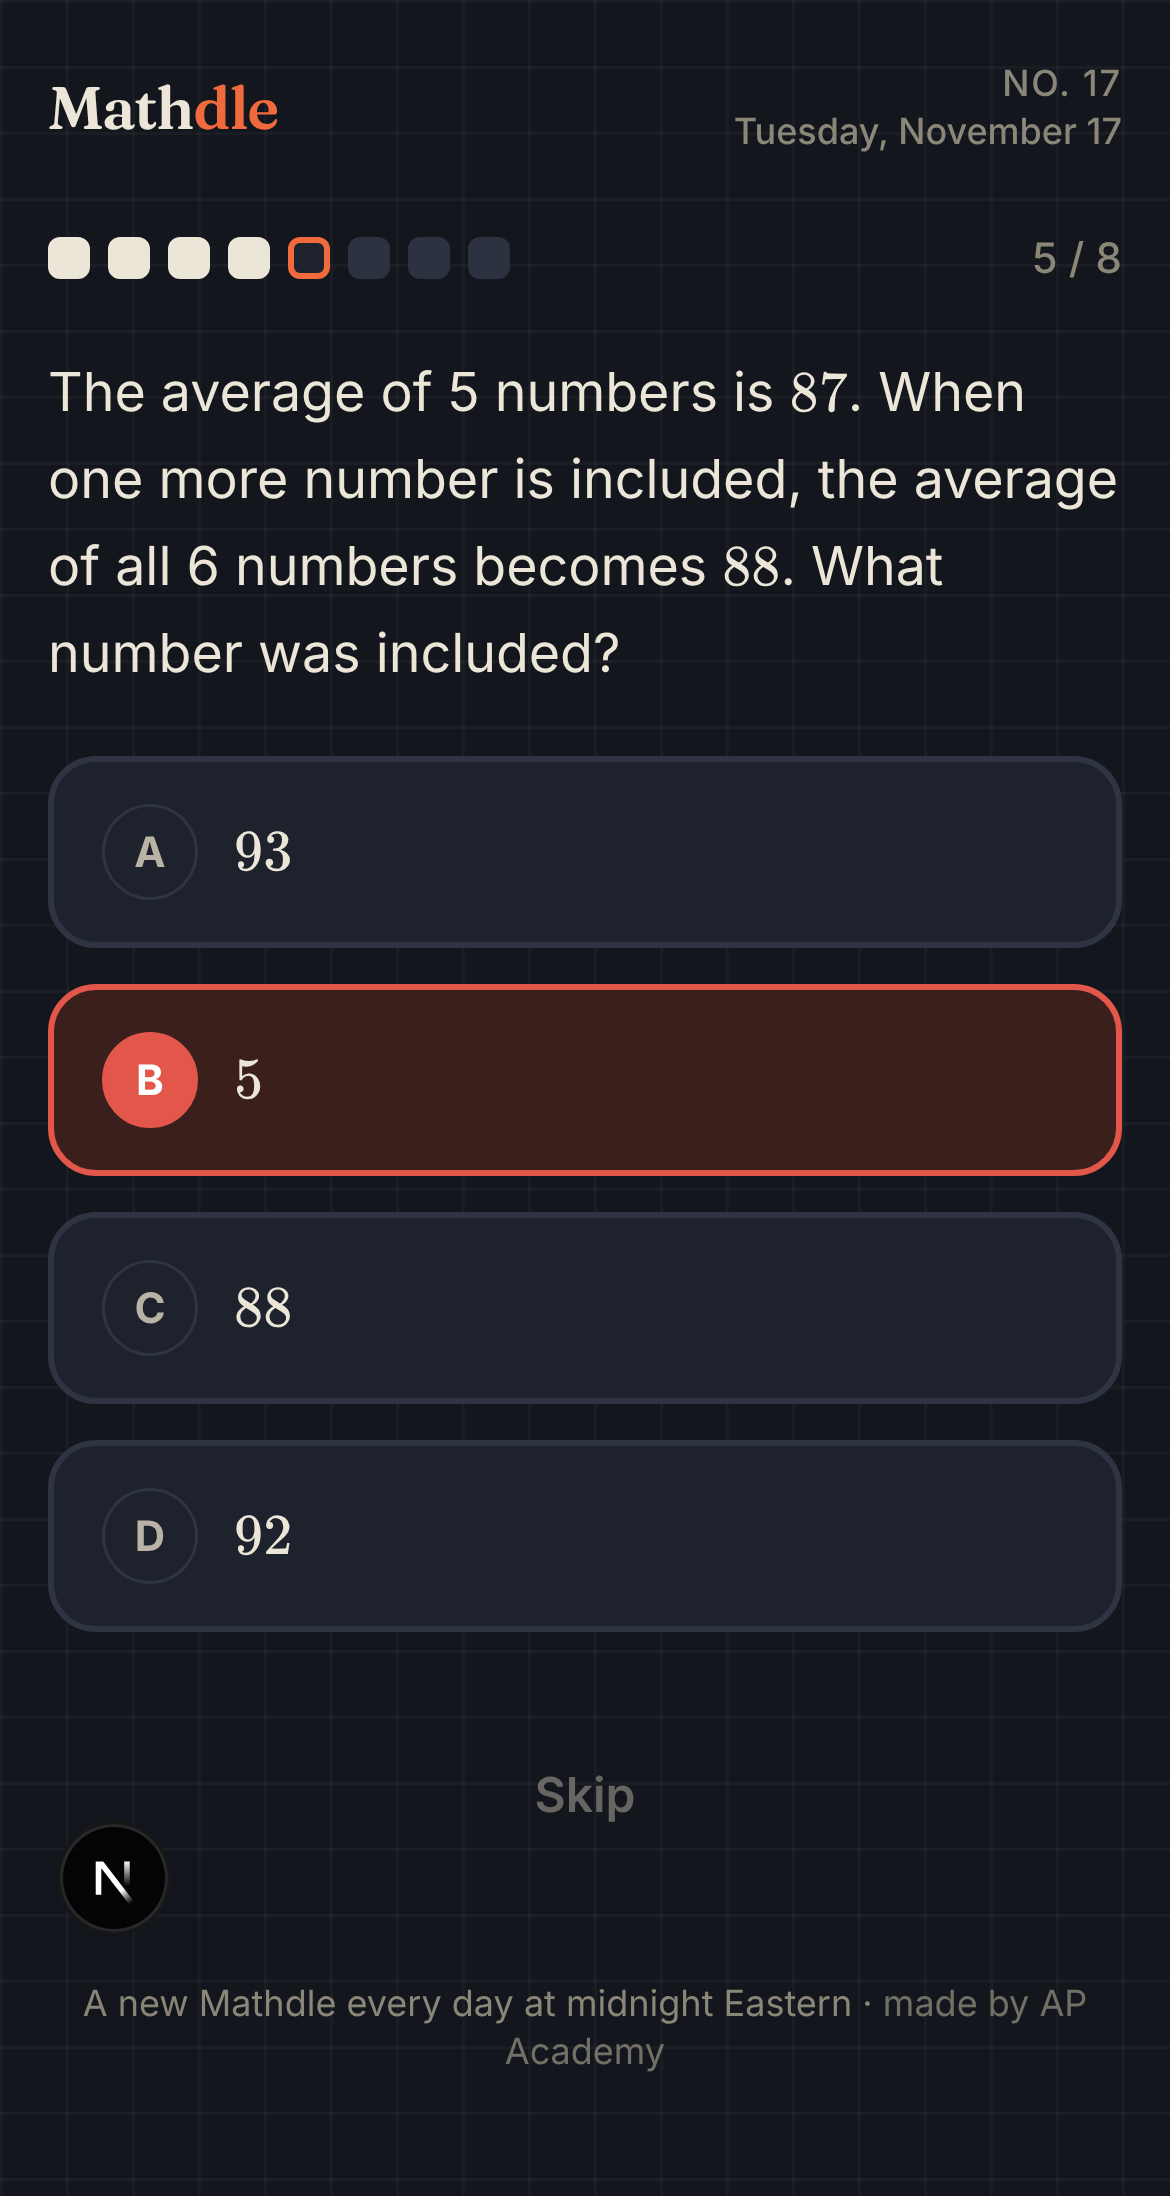 Mathdle
NO. 17
Tuesday, November 17
5 / 8
The average of 5 numbers is 87. When
one more number is included, the average
of all 6 numbers becomes 88. What
number was included?
A 93
B 5
C 88
D 92
Skip
N
A new Mathdle every day at midnight Eastern · made by AP
Academy